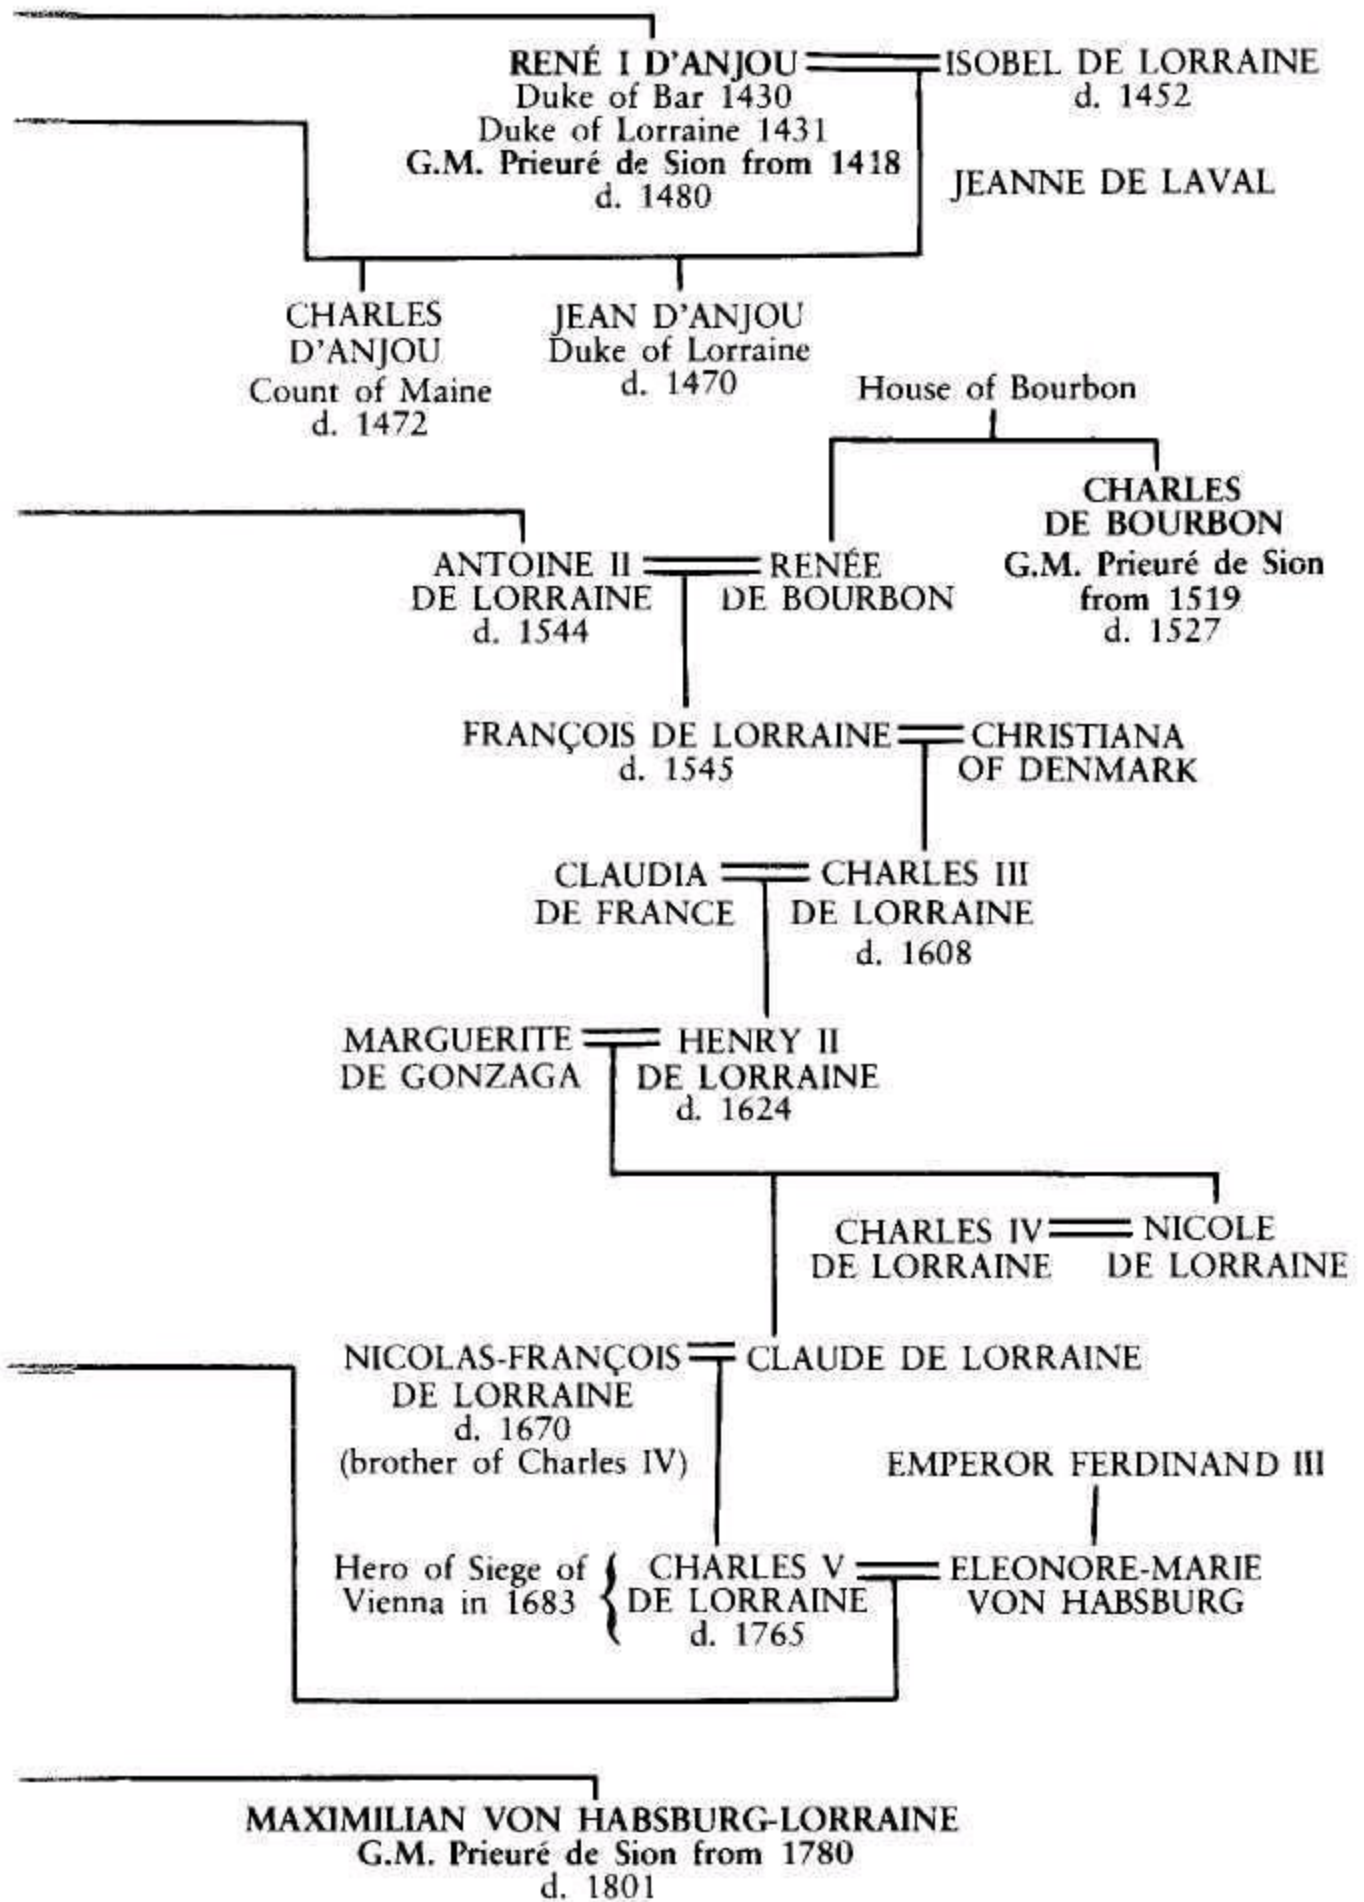 RENÉ I D'ANJOU
Duke of Bar 1430
Duke of Lorraine 1431
G.M. Prieuré de Sion from 1418
d. 1480
ISOBEL DE LORRAINE
d. 1452
JEANNE DE LAVAL
CHARLES
D'ANJOU
Count of Maine
d. 1472
JEAN D'ANJOU
Duke of Lorraine
d. 1470
House of Bourbon
CHARLES
DE BOURBON
G.M. Prieuré de Sion
from 1519
d. 1527
ANTOINE II
DE LORRAINE
d. 1544
RENÉE
DE BOURBON
FRANÇOIS DE LORRAINE
d. 1545
CHRISTIANA
OF DENMARK
CLAUDIA
DE FRANCE
CHARLES III
DE LORRAINE
d. 1608
MARGUERITE
DE GONZAGA
HENRY II
DE LORRAINE
d. 1624
CHARLES IV
DE LORRAINE
NICOLE
DE LORRAINE
NICOLAS-FRANÇOIS
DE LORRAINE
d. 1670
(brother of Charles IV)
CLAUDE DE LORRAINE
EMPEROR FERDINAND III
Hero of Siege of
Vienna in 1683
CHARLES V
DE LORRAINE
d. 1765
ELEONORE-MARIE
VON HABSBURG
MAXIMILIAN VON HABSBURG-LORRAINE
G.M. Prieuré de Sion from 1780
d. 1801